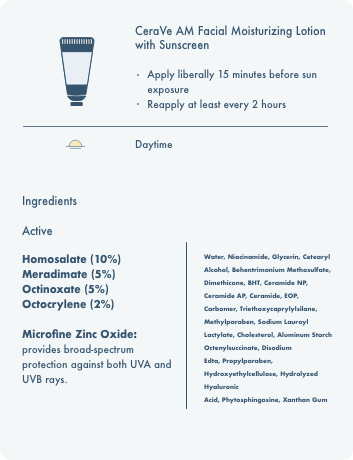 CeraVe AM Facial Moisturizing Lotion
with Sunscreen
· Apply liberally 15 minutes before sun
exposure
· Reapply at least every 2 hours
Daytime
Ingredients
Active
Homosalate (10%)
Meradimate (5%)
Octinoxate (5%)
Octocrylene (2%)
Microfine Zinc Oxide:
provides broad-spectrum
protection against both UVA and
UVB rays.
Water, Niacinamide, Glycerin, Cetearyl
Alcohol, Behentrimonium Methosulfate,
Dimethicone, BHT, Ceramide NP,
Ceramide AP, Ceramide, EOP,
Carbomer, Triethoxycaprylylsilane,
Methylparaben, Sodium Lauroyl
Lactylate, Cholesterol, Aluminum Starch
Octenylsuccinate, Disodium
Edta, Propylparaben,
Hydroxyethylcellulose, Hydrolyzed
Hyaluronic
Acid, Phytosphingosine, Xanthan Gum